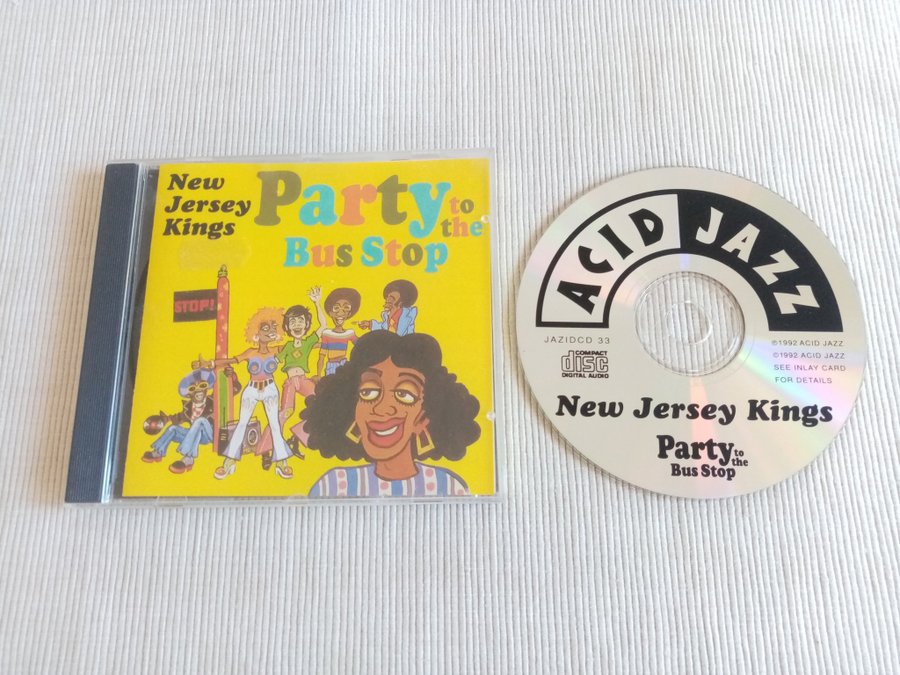 New
Jersey
Kings
Party
to
the
Bus Stop
STOP!
ACID JAZZ
JAZIDCD 33
COMPACT
disc
DIGITAL AUDIO
℗1992 ACID JAZZ
©1992 ACID JAZZ
SEE INLAY CARD
FOR DETAILS
New Jersey Kings
Party
to
the
Bus Stop